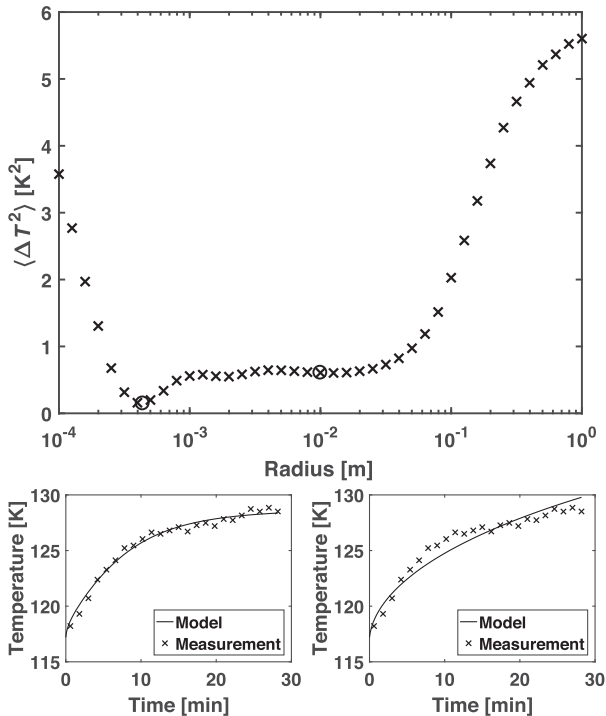 6
5
4
3
2
1
0
⟨ΔT²⟩ [K²]
10⁻⁴ 10⁻³ 10⁻² 10⁻¹ 10⁰
Radius [m]
130
125
120
115
Temperature [K]
Model
Measurement
0 10 20 30
Time [min]
130
125
120
115
Temperature [K]
Model
Measurement
0 10 20 30
Time [min]